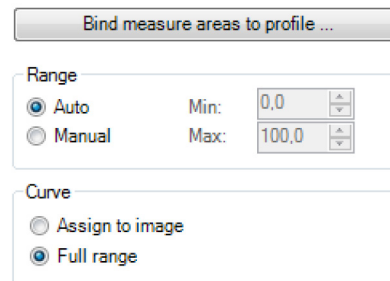 Bind measure areas to profile ...
Range
Auto Min: 0,0
Manual Max: 100,0
Curve
Assign to image
Full range